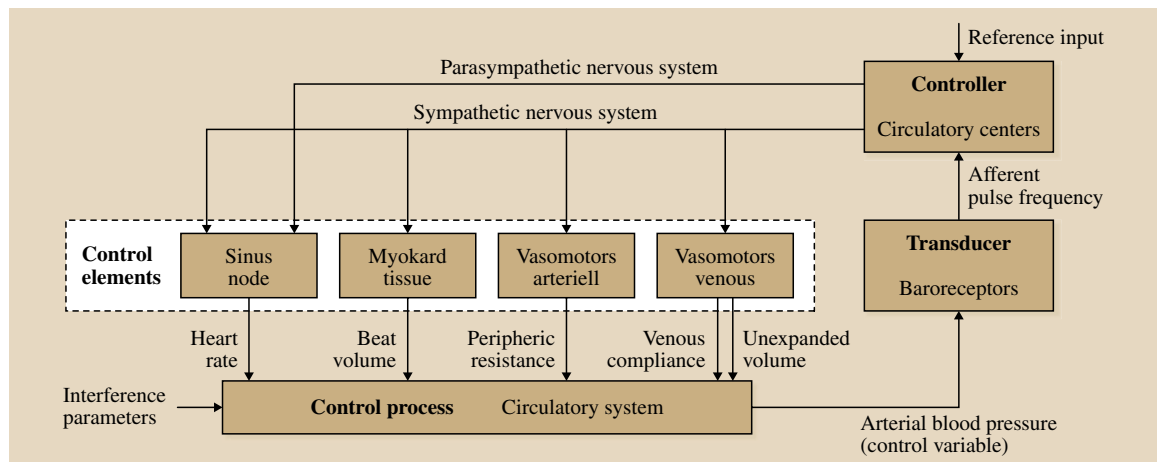 Reference input
Parasympathetic nervous system
Controller
Circulatory centers
Sympathetic nervous system
Afferent
pulse frequency
Control
elements
Sinus
node
Myokard
tissue
Vasomotors
arteriell
Vasomotors
venous
Transducer
Baroreceptors
Heart
rate
Beat
volume
Peripheric
resistance
Venous
compliance
Unexpanded
volume
Interference
parameters
Control process Circulatory system
Arterial blood pressure
(control variable)